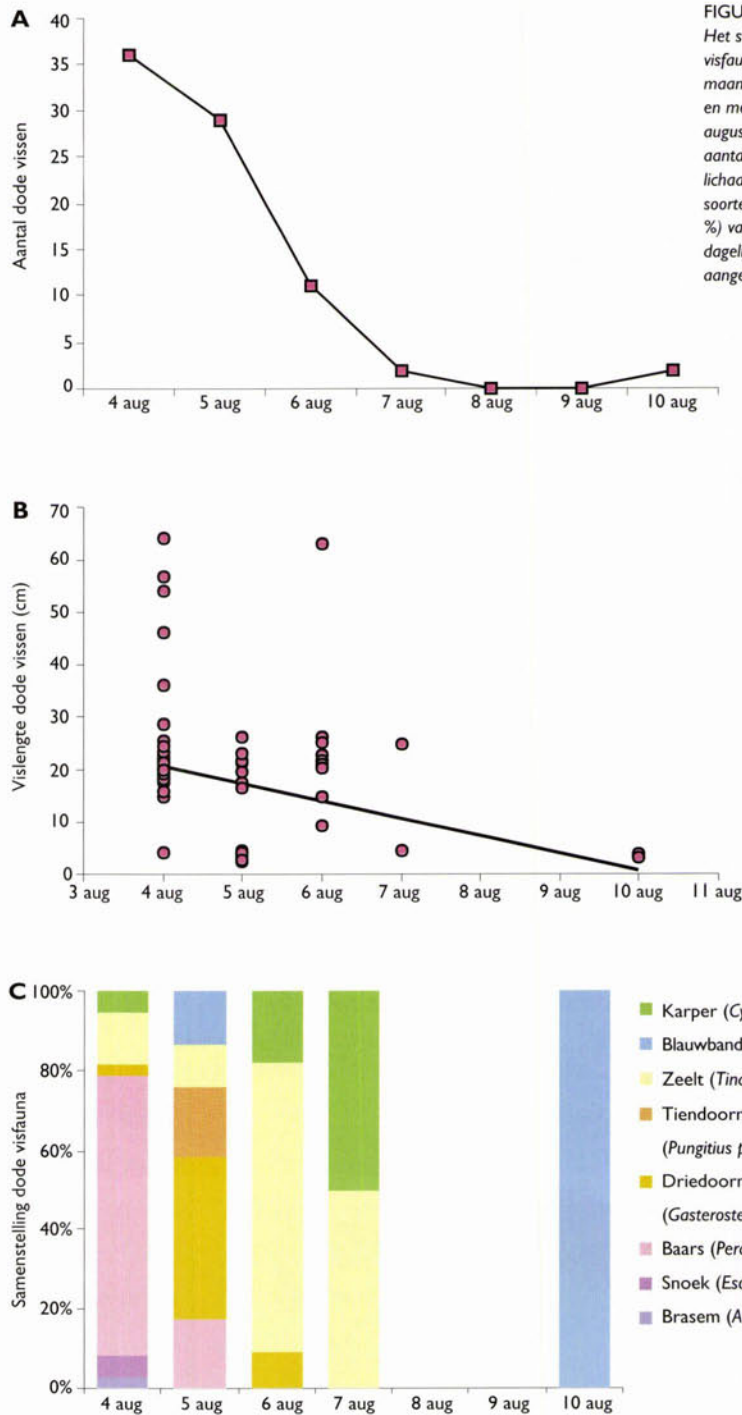 A
Aantal dode vissen
40
35
30
25
20
15
10
5
0
4 aug 5 aug 6 aug 7 aug 8 aug 9 aug 10 aug
FIGU
Het s
visfau
maan
en me
augus
aanta
lichaa
soorte
%) va
dageli
aange
B
Vislengte dode vissen (cm)
70
60
50
40
30
20
10
0
3 aug 4 aug 5 aug 6 aug 7 aug 8 aug 9 aug 10 aug 11 aug
C
Samenstelling dode visfauna
100%
80%
60%
40%
20%
0%
4 aug 5 aug 6 aug 7 aug 8 aug 9 aug 10 aug
Karper (Cy
Blauwband
Zeelt (Tinc
Tiendoorn
(Pungitius p
Driedoorn
(Gasteroste
Baars (Perc
Snoek (Eso
Brasem (A